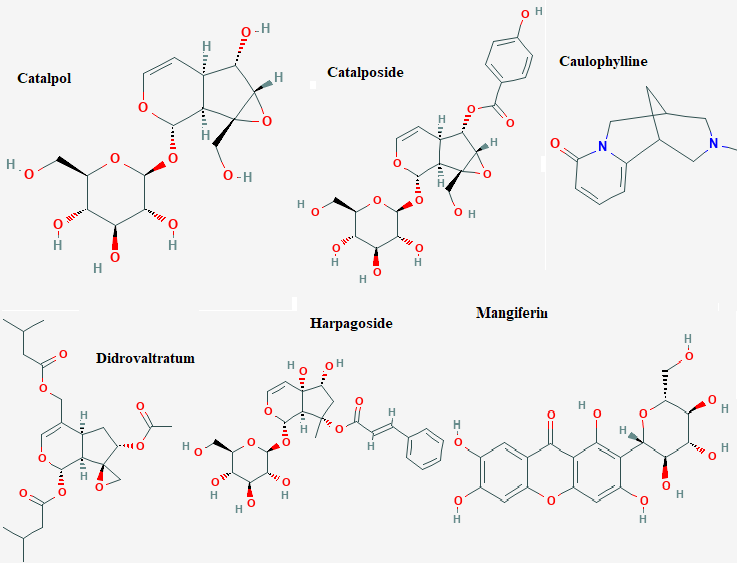 Catalpol
Catalposide
Caulophylline
Didrovaltratum
Harpagoside
Mangiferin